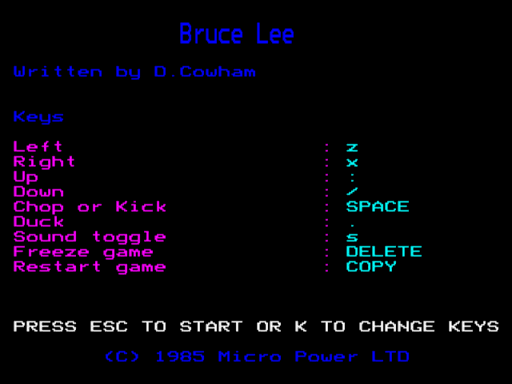 Bruce Lee
Written by D.Cowham
Keys
Left : z
Right : x
Up : :
Down : /
Chop or Kick : SPACE
Duck : .
Sound toggle : s
Freeze game : DELETE
Restart game : COPY
PRESS ESC TO START OR K TO CHANGE KEYS
(C) 1985 Micro Power LTD